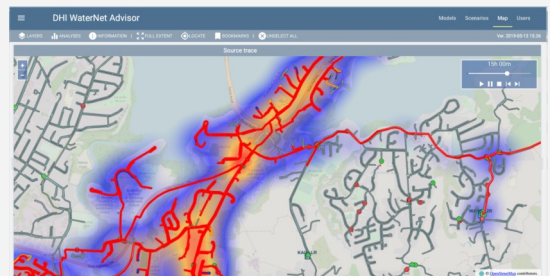 DHI WaterNet Advisor
Models Scenarios Map Users
LAYERS ANALYSES INFORMATION FULL EXTENT LOCATE BOOKMARKS UNSELECT ALL
Source trace
15h 00m
© OpenStreetMap contributors.